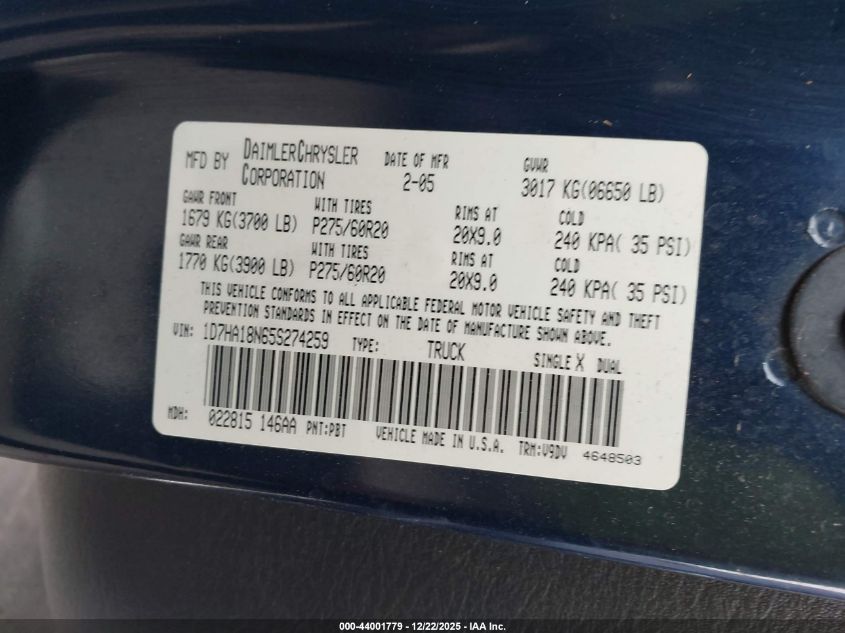 MFD BY DAIMLERCHRYSLER CORPORATION DATE OF MFR 2-05 GVWR 3017 KG(06650 LB)
GAWR FRONT WITH TIRES RIMS AT COLD
1679 KG(3700 LB) P275/60R20 20X9.0 240 KPA( 35 PSI)
GAWR REAR WITH TIRES RIMS AT COLD
1770 KG(3900 LB) P275/60R20 20X9.0 240 KPA( 35 PSI)
THIS VEHICLE CONFORMS TO ALL APPLICABLE FEDERAL MOTOR VEHICLE SAFETY AND THEFT
PREVENTION STANDARDS IN EFFECT ON THE DATE OF MANUFACTURE SHOWN ABOVE.
VIN: 1D7HA18N65S274259 TYPE: TRUCK SINGLE X DUAL
MDH: 022815 146AA PNT:PBT VEHICLE MADE IN U.S.A. TRM:V9DV 4648503
000-44001779 - 12/22/2025 - IAA Inc.